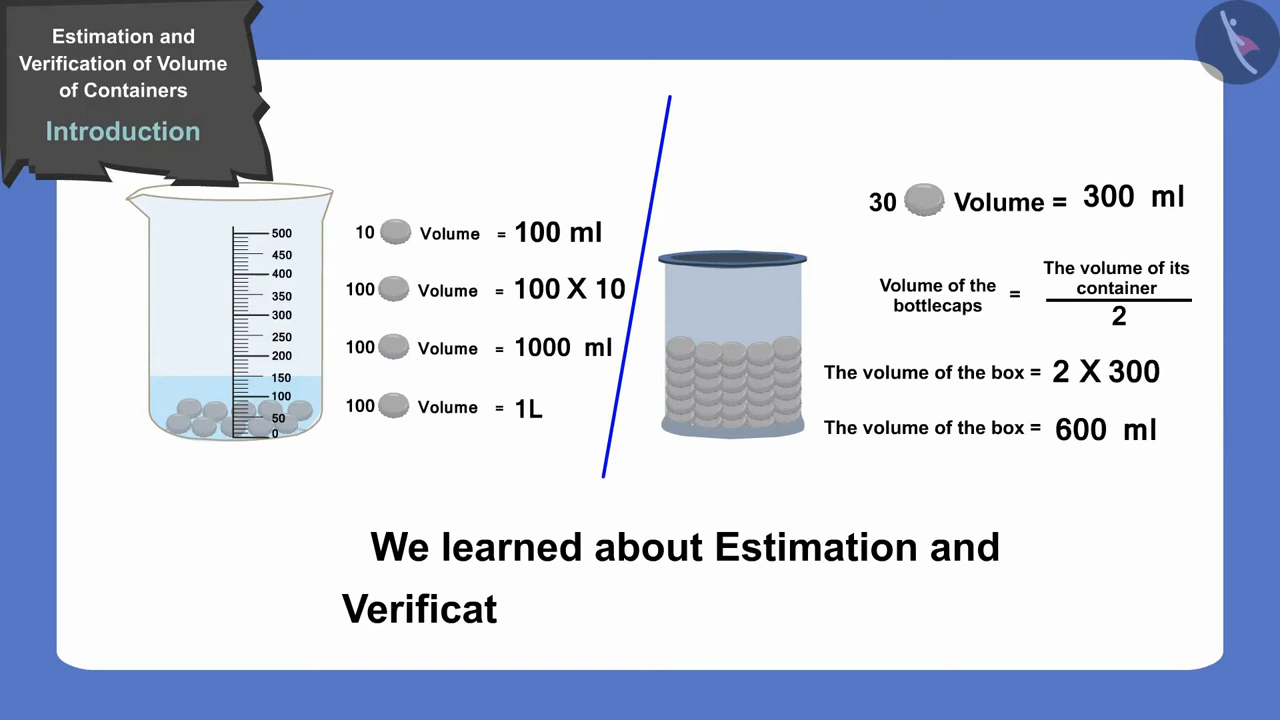 Estimation and
Verification of Volume
of Containers
Introduction
500
450
400
350
300
250
200
150
100
50
0
10 Volume = 100 ml
100 Volume = 100 X 10
100 Volume = 1000 ml
100 Volume = 1L
30 Volume = 300 ml
Volume of the bottlecaps = The volume of its container
2
The volume of the box = 2 X 300
The volume of the box = 600 ml
We learned about Estimation and
Verificat